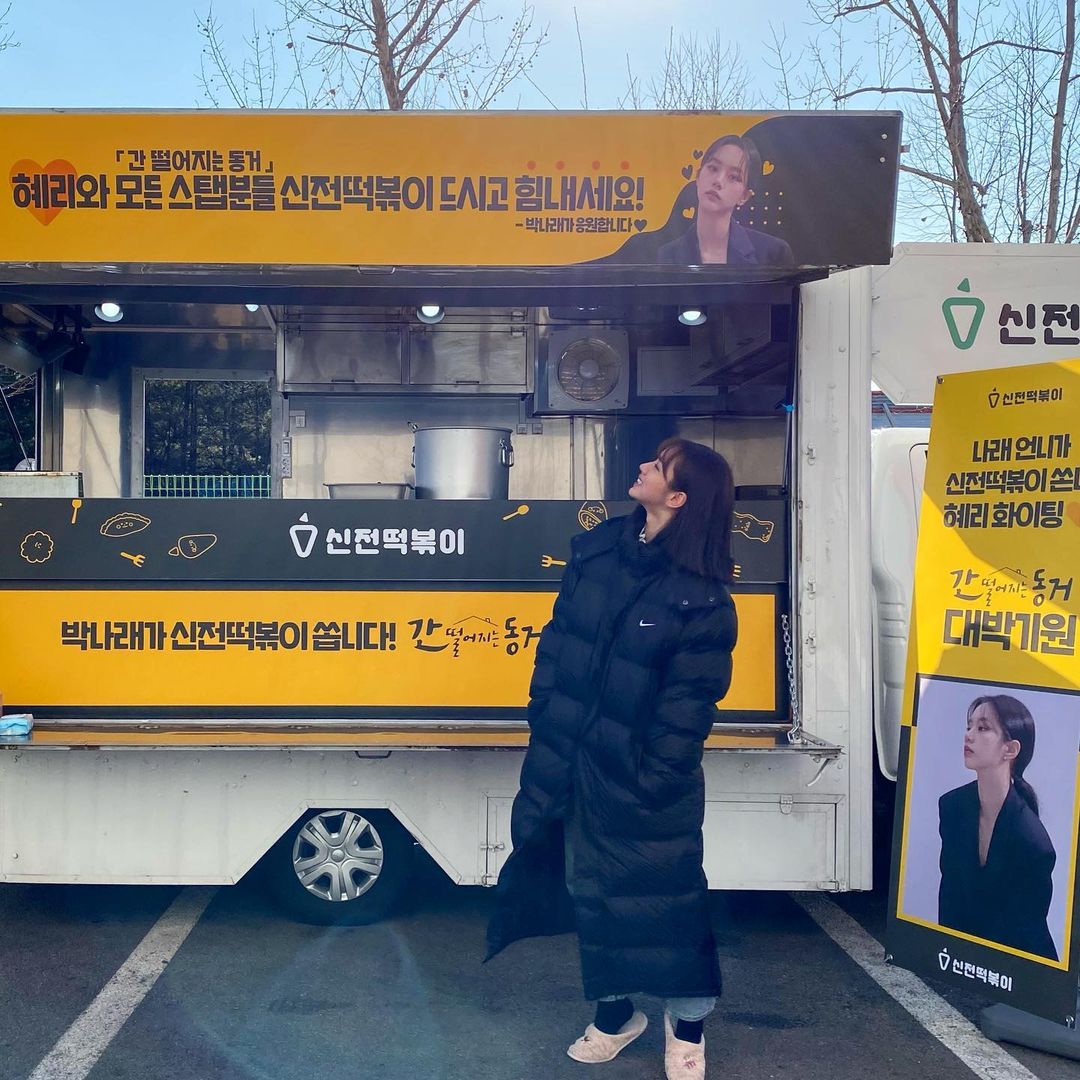 「간 떨어지는 동거」
혜리와 모든 스탭분들 신전떡볶이 드시고 힘내세요!
- 박나래가 응원합니다♥
신전떡볶이
박나래가 신전떡볶이 쏩니다! 간 떨어지는 동거
신전
신전떡볶이
나래 언니가
신전떡볶이 쏜다
혜리 화이팅
간 떨어지는 동거
대박기원
신전떡볶이